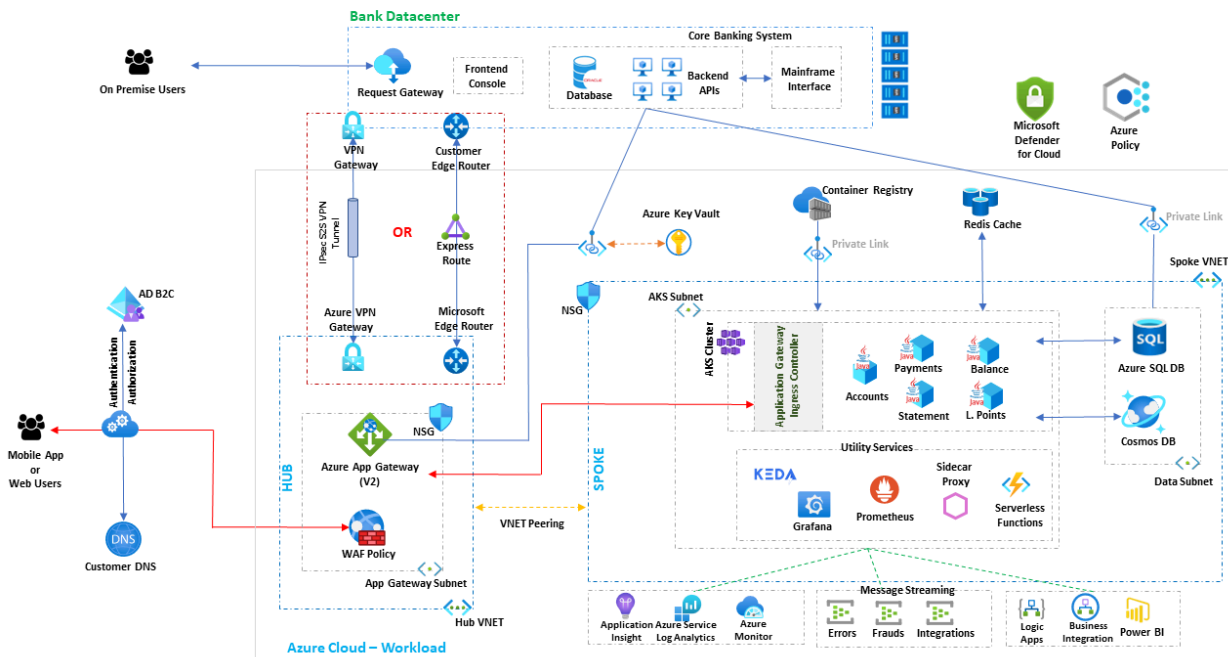 Bank Datacenter
Core Banking System
On Premise Users
Request Gateway
Frontend
Console
Database
ORACLE
Backend
APIs
Mainframe
Interface
Microsoft
Defender
for Cloud
Azure
Policy
VPN
Gateway
Customer
Edge Router
IPsec S2S VPN
Tunnel
OR
Express
Route
Azure VPN
Gateway
Microsoft
Edge Router
Container Registry
Private Link
Azure Key Vault
Redis Cache
Private Link
Spoke VNET
AD B2C
Authentication
Authorization
Mobile App
or
Web Users
DNS
Customer DNS
HUB
NSG
Azure App Gateway
(V2)
WAF Policy
App Gateway Subnet
Hub VNET
VNET Peering
Azure Cloud – Workload
NSG
SPOKE
AKS Subnet
AKS Cluster
Application Gateway
Ingress Controller
Java
Accounts
Java
Payments
Java
Balance
Java
Statement
Java
L. Points
SQL
Azure SQL DB
Cosmos DB
Data Subnet
Utility Services
KEDA
Grafana
Prometheus
Sidecar
Proxy
Serverless
Functions
Application
Insight
Azure Service
Log Analytics
Azure
Monitor
Message Streaming
Errors
Frauds
Integrations
Logic
Apps
Business
Integration
Power BI